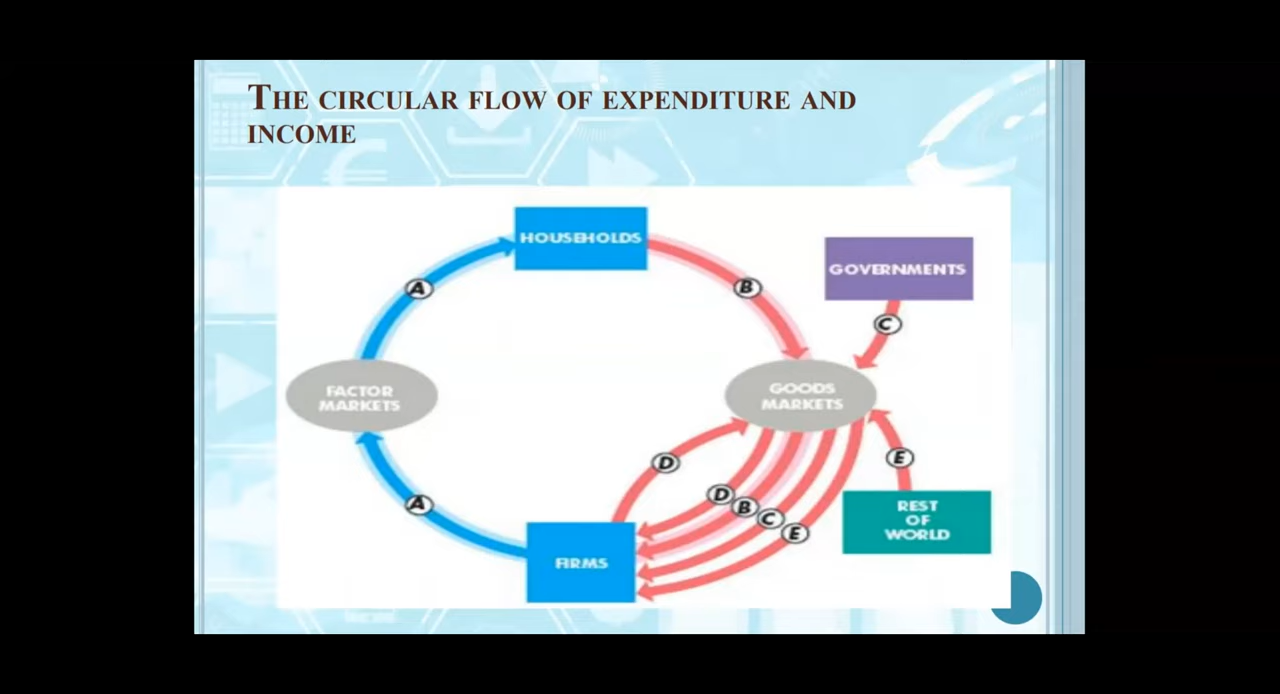 THE CIRCULAR FLOW OF EXPENDITURE AND
INCOME
HOUSEHOLDS
GOVERNMENTS
A
B
C
FACTOR
MARKETS
GOODS
MARKETS
D
E
A
D
B
C
E
REST
OF
WORLD
FIRMS